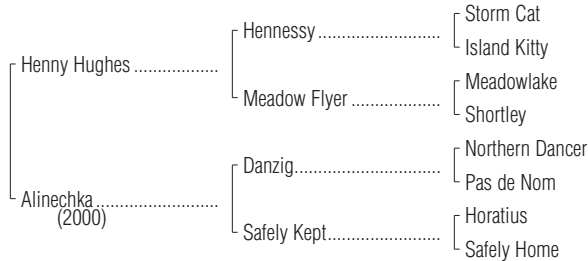 Storm Cat
Hennessy
Island Kitty
Henny Hughes
Meadowlake
Meadow Flyer
Shortley
Northern Dancer
Danzig
Pas de Nom
Alinechka
(2000)
Horatius
Safely Kept
Safely Home